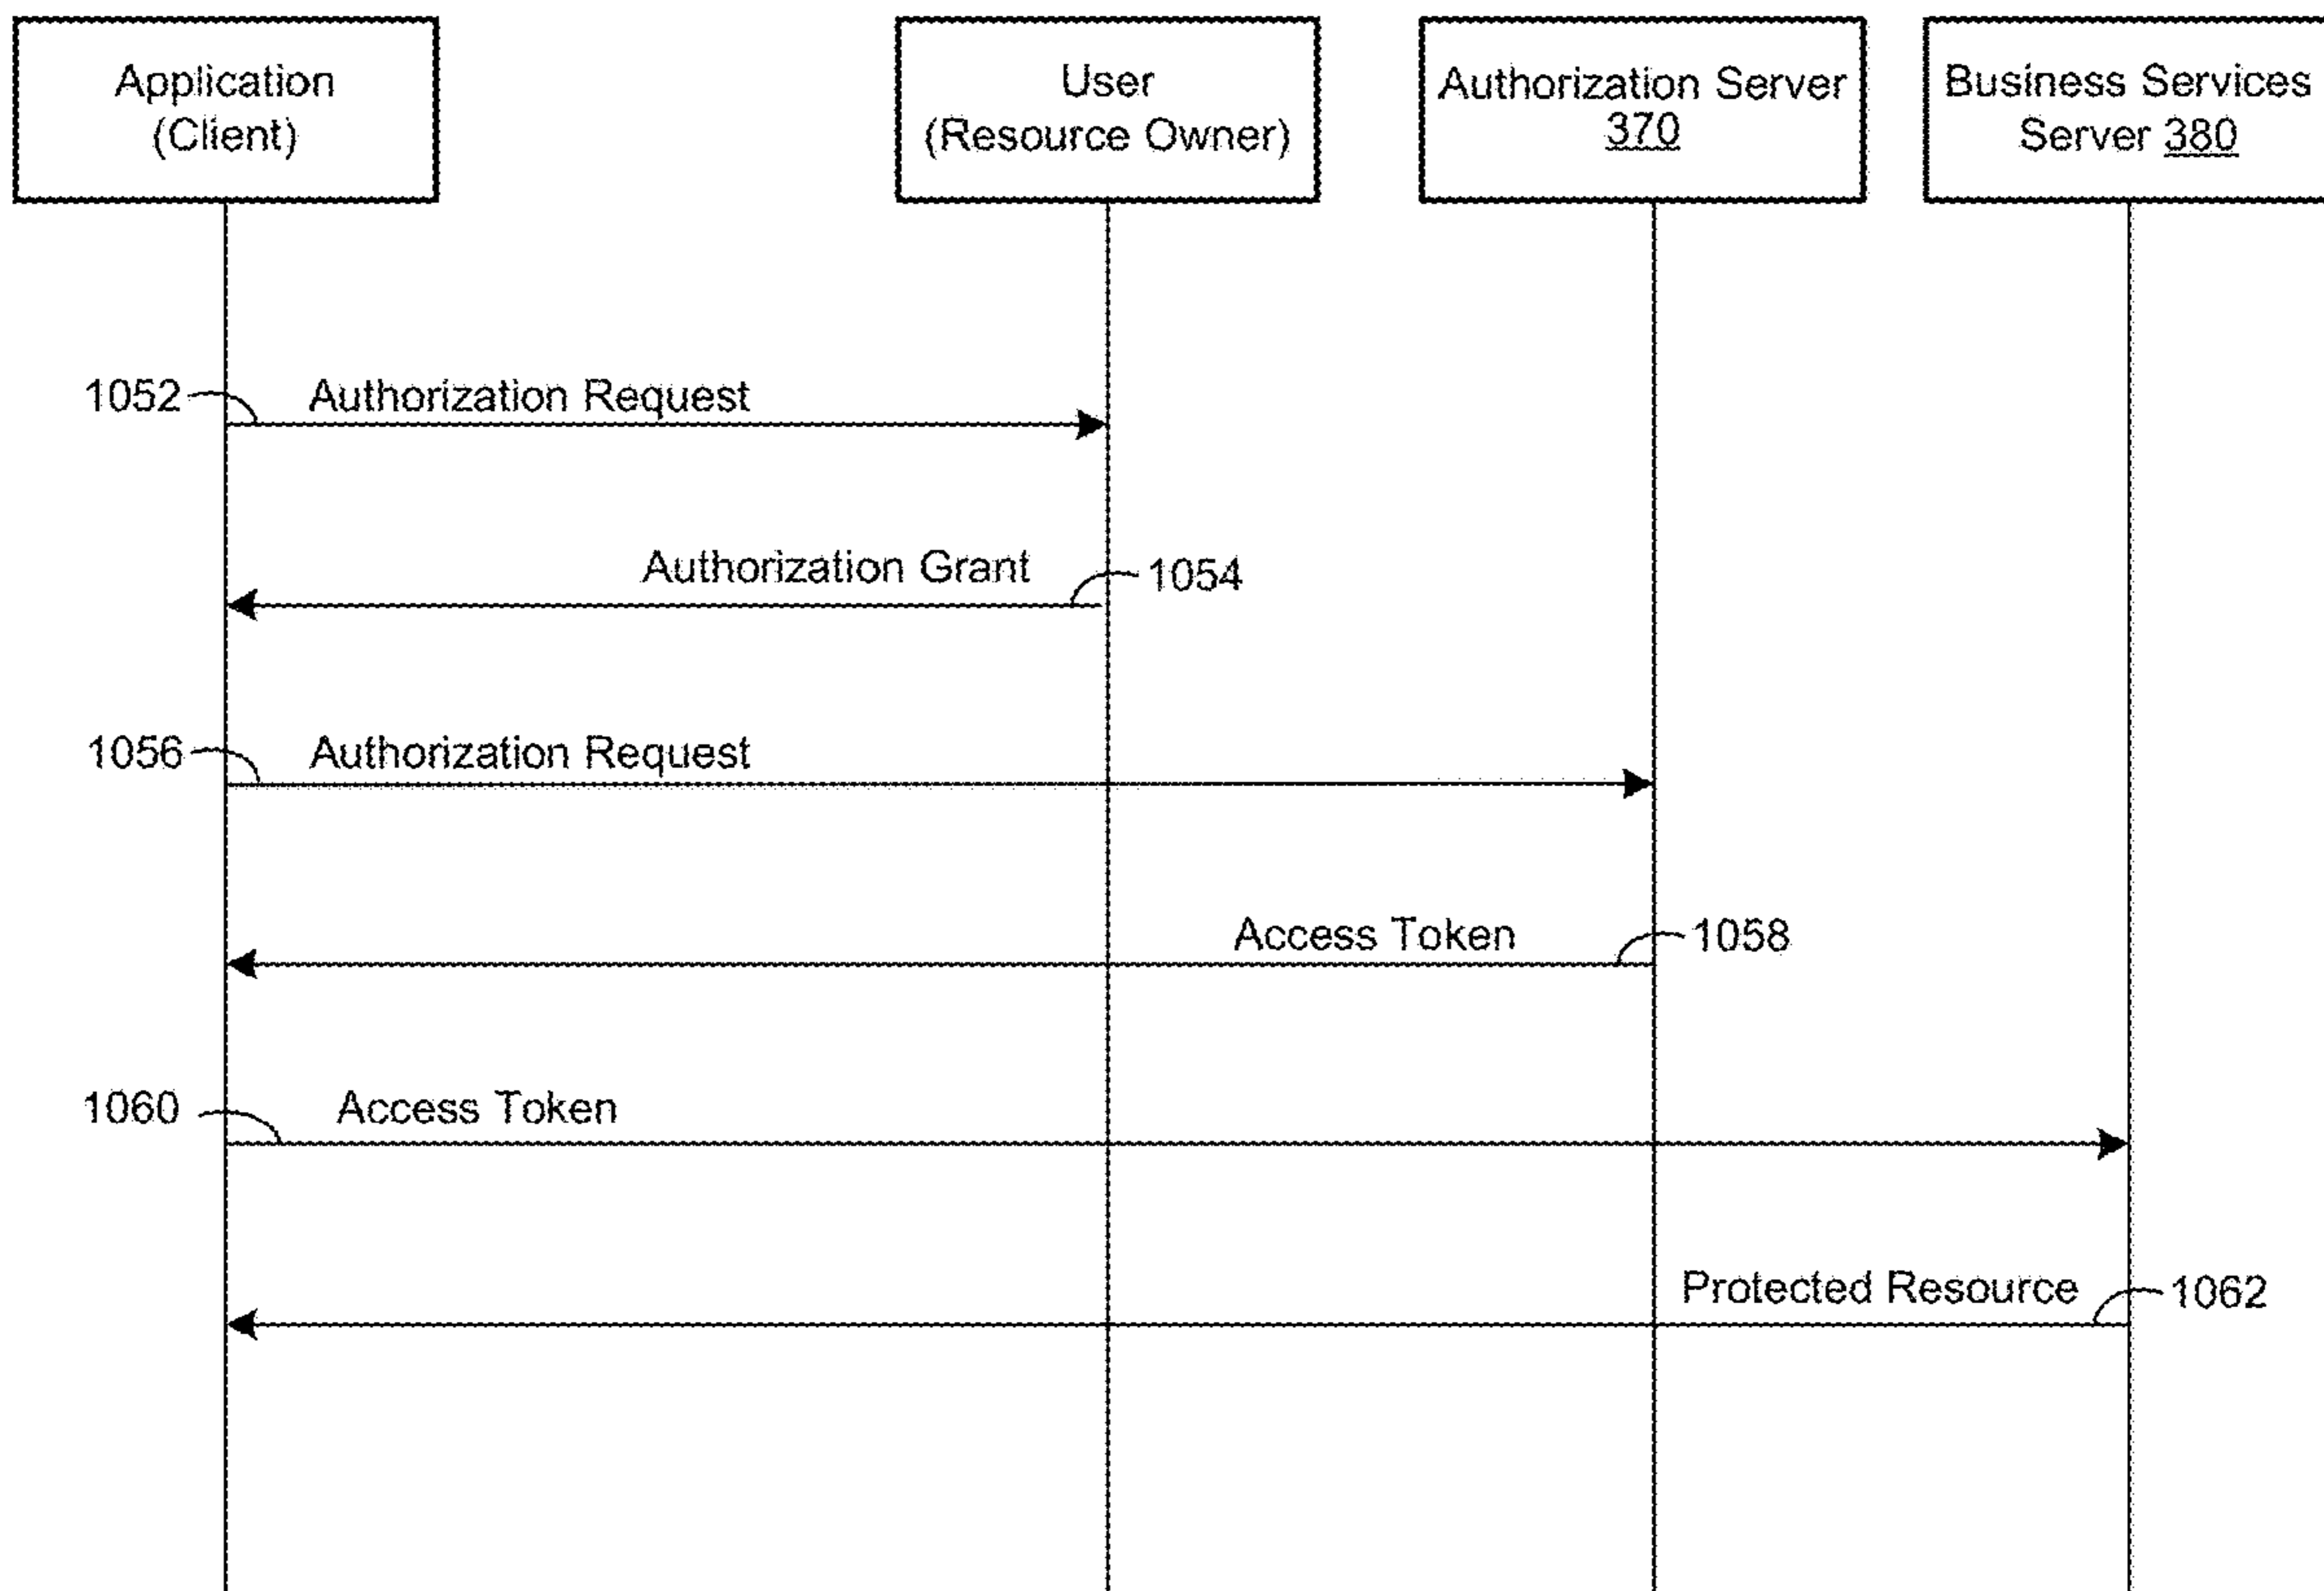 Application
(Client)
User
(Resource Owner)
Authorization Server
370
Business Services
Server 380
1052 Authorization Request
Authorization Grant 1054
1056 Authorization Request
Access Token 1058
1060 Access Token
Protected Resource 1062